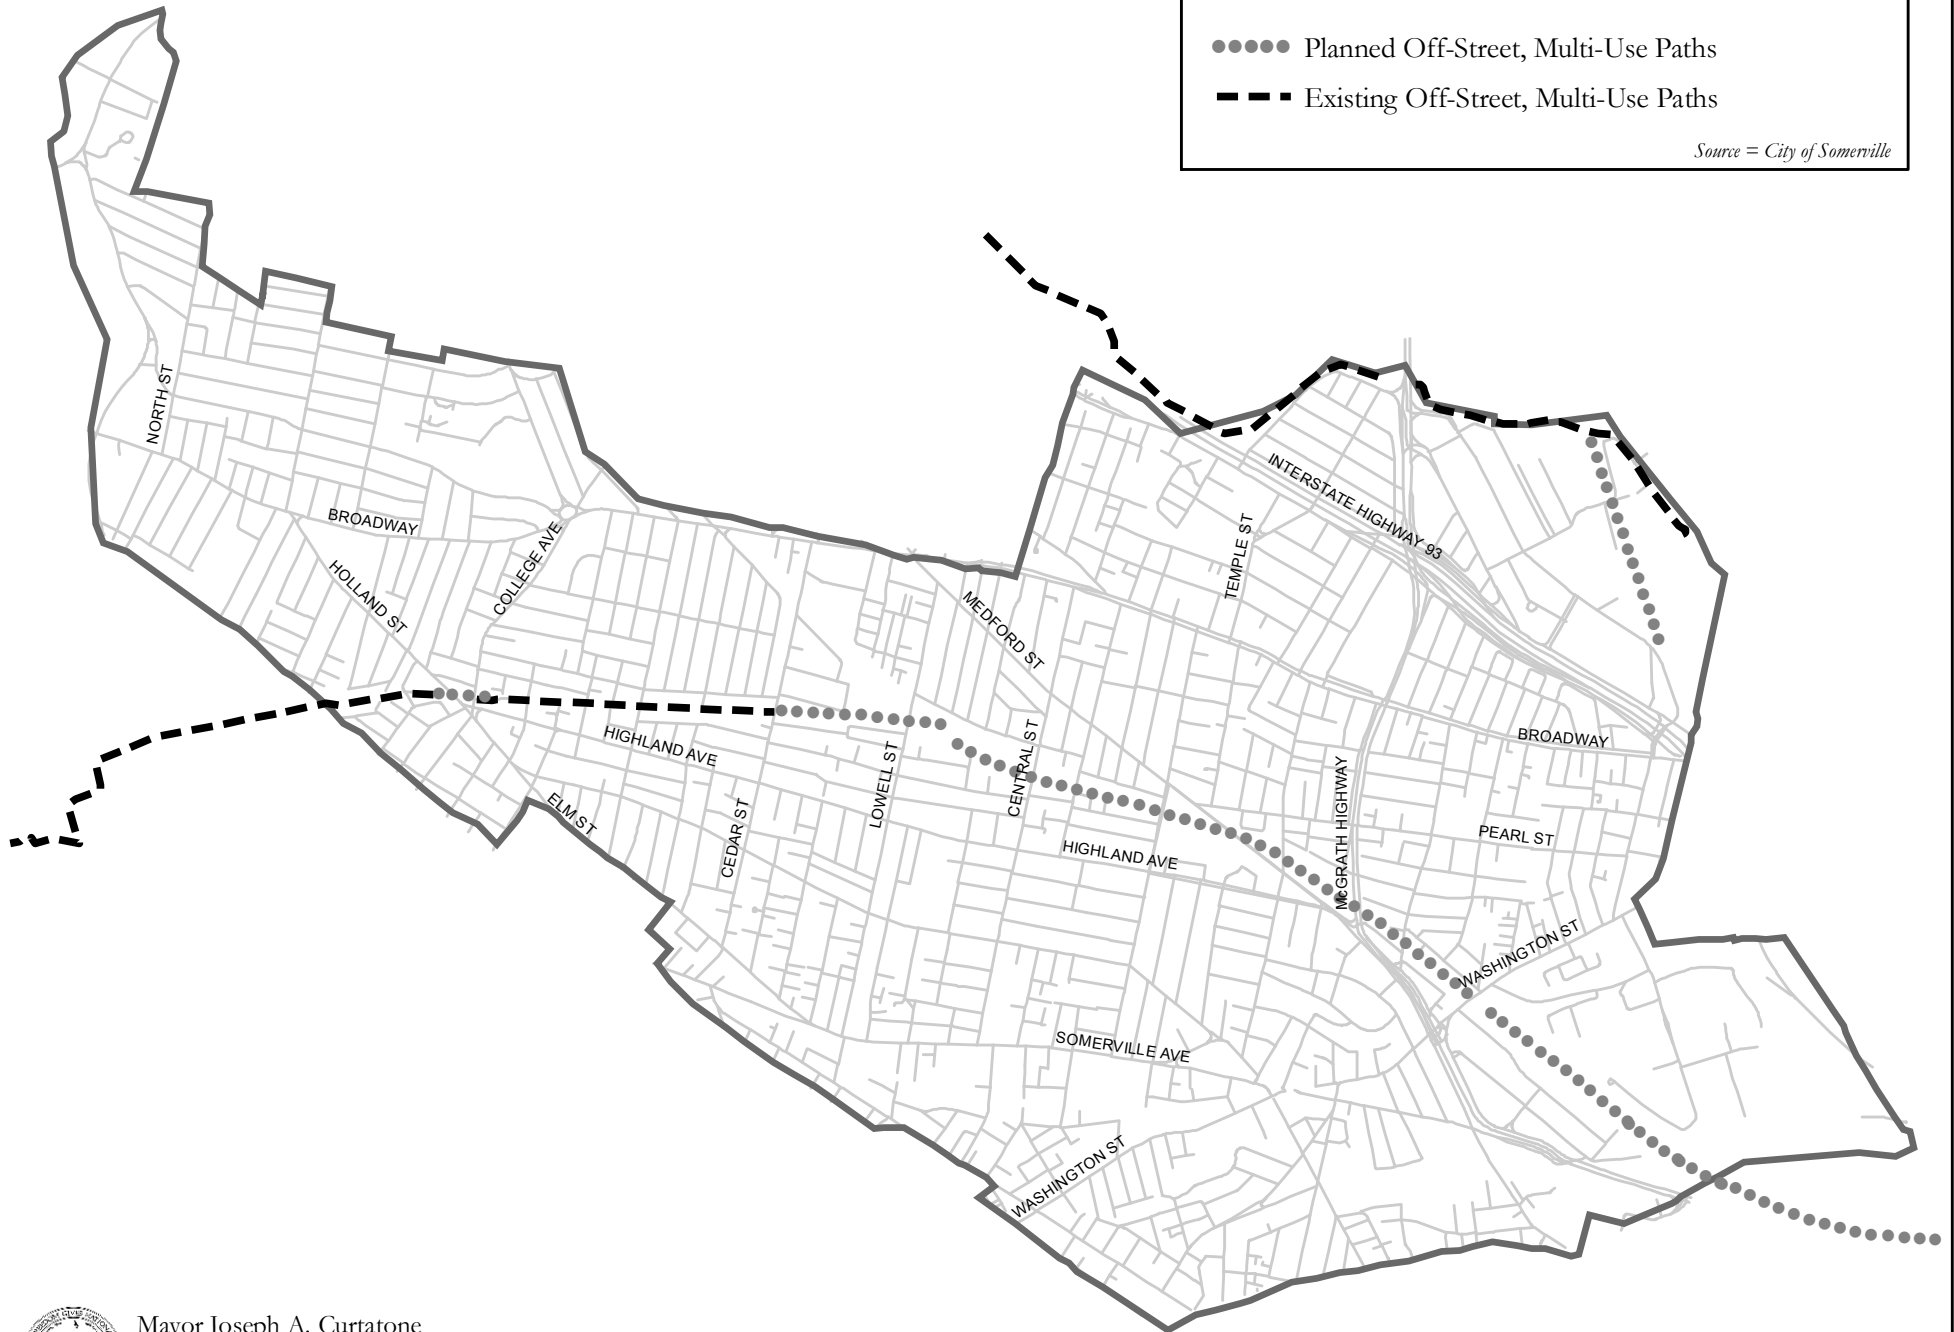 Planned Off-Street, Multi-Use Paths
Existing Off-Street, Multi-Use Paths
Source = City of Somerville
NORTH ST
BROADWAY
HOLLAND ST
COLLEGE AVE
INTERSTATE HIGHWAY 93
TEMPLE ST
MEDFORD ST
HIGHLAND AVE
ELM ST
CEDAR ST
LOWELL ST
CENTRAL ST
HIGHLAND AVE
McGRATH HIGHWAY
BROADWAY
PEARL ST
WASHINGTON ST
SOMERVILLE AVE
WASHINGTON ST
Mayor Joseph A. Curtatone